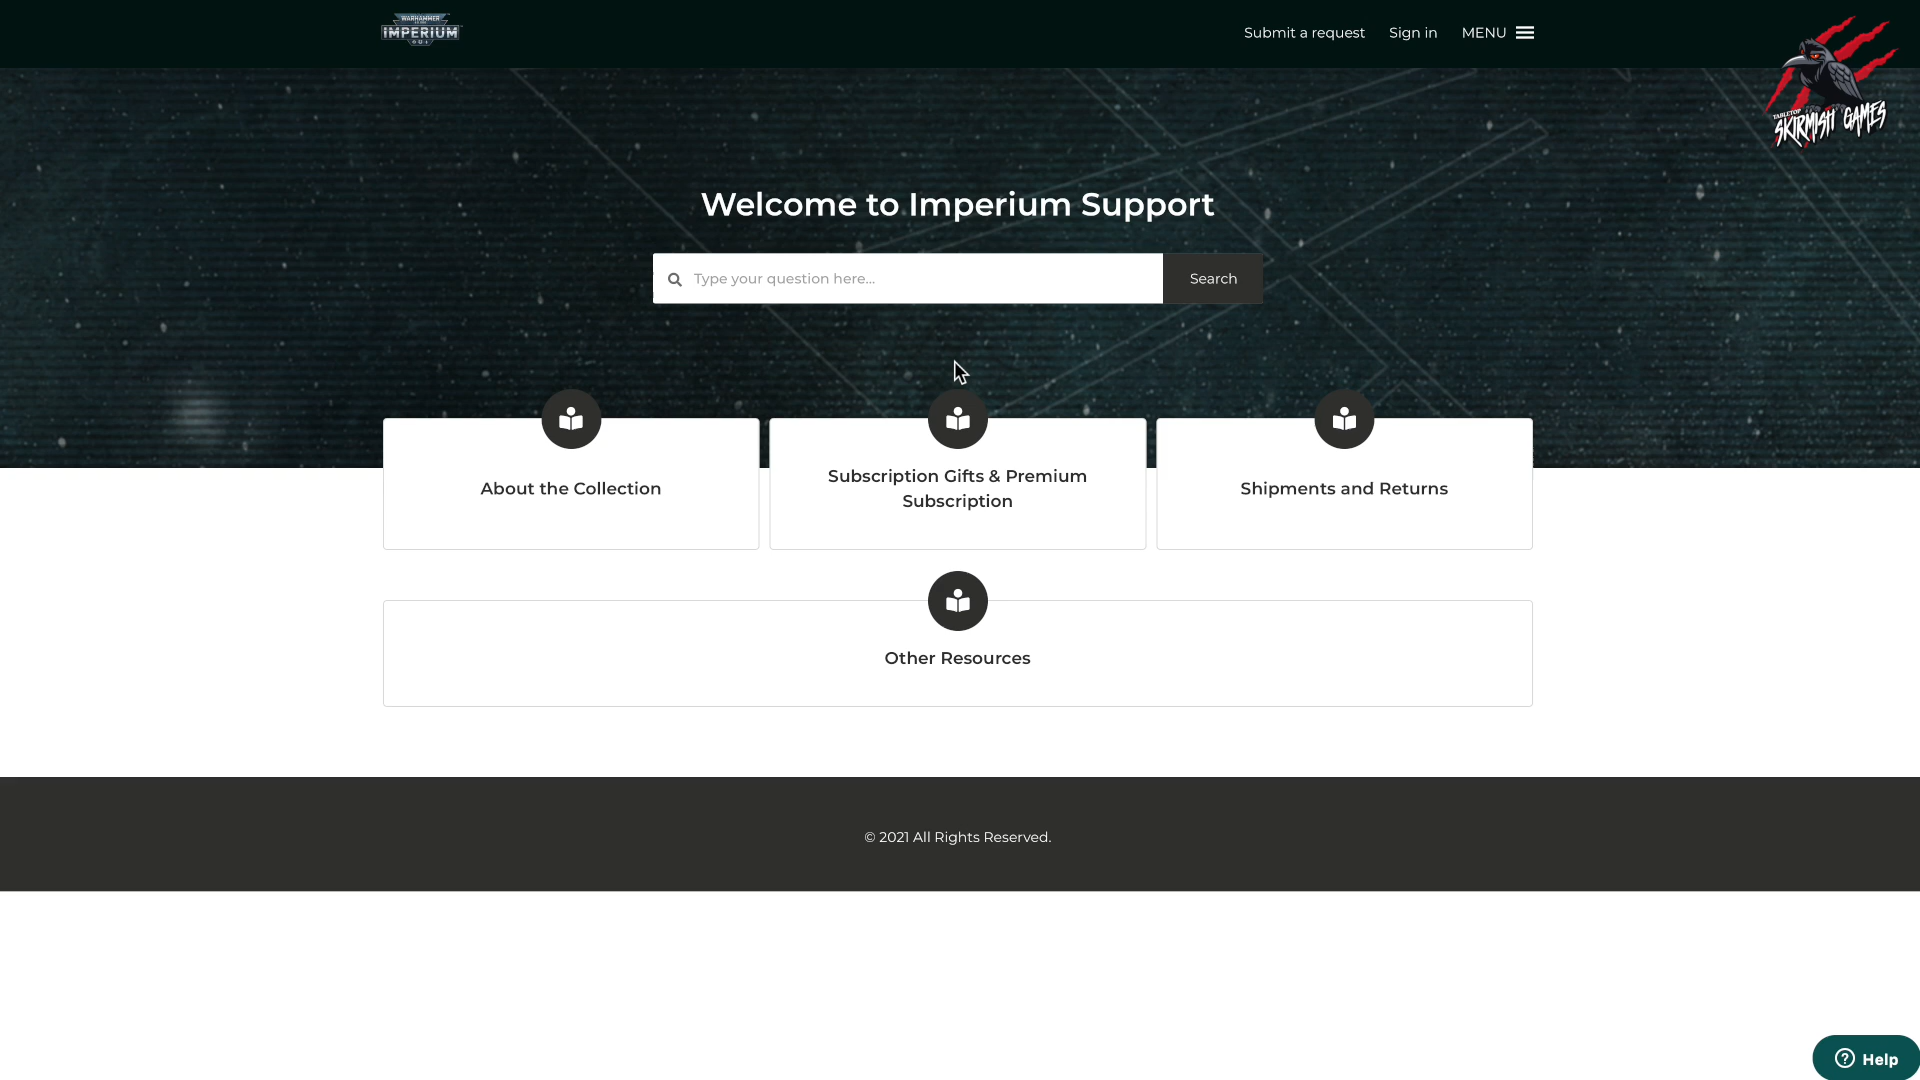 WARHAMMER
IMPERIUM
Submit a request
Sign in
MENU
TABLETOP
SKIRMISH GAMES
Welcome to Imperium Support
Type your question here...
Search
About the Collection
Subscription Gifts & Premium
Subscription
Shipments and Returns
Other Resources
© 2021 All Rights Reserved.
Help